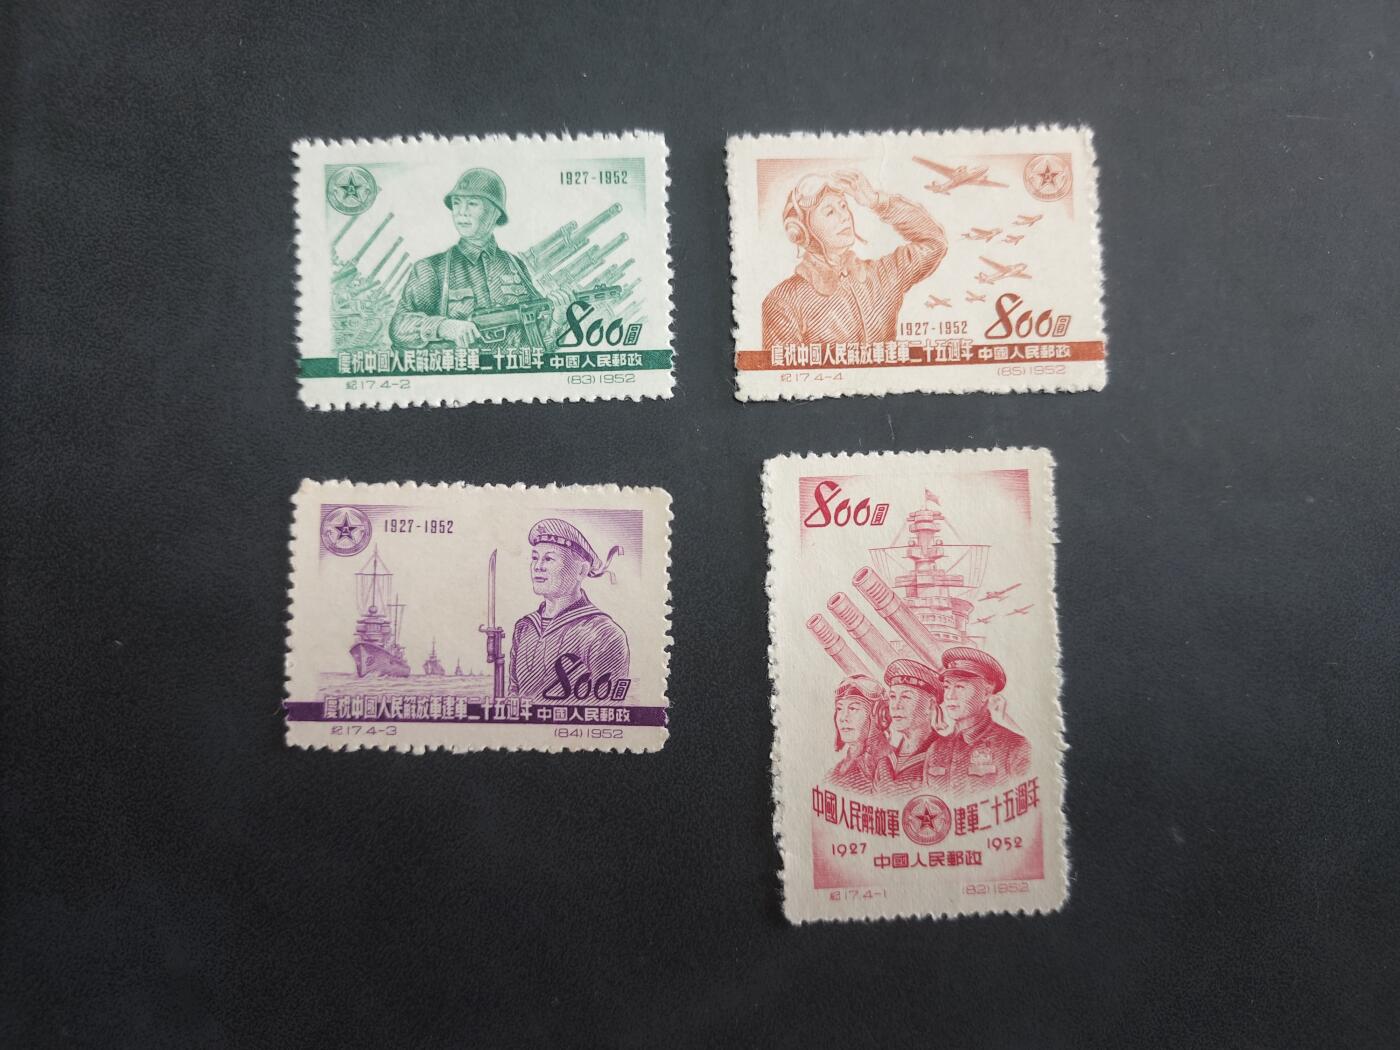 1927-1952
800圓
慶祝中國人民解放軍建軍二十五週年 中國人民郵政
紀17.4-2 (83)1952
1927-1952 800圓
慶祝中國人民解放軍建軍二十五週年 中國人民郵政
紀17.4-4 (85)1952
1927-1952
800圓
慶祝中國人民解放軍建軍二十五週年 中國人民郵政
紀17.4-3 (84)1952
800圓
中國人民解放軍 建軍二十五週年
1927 1952
中國人民郵政
紀17.4-1 (82)1952